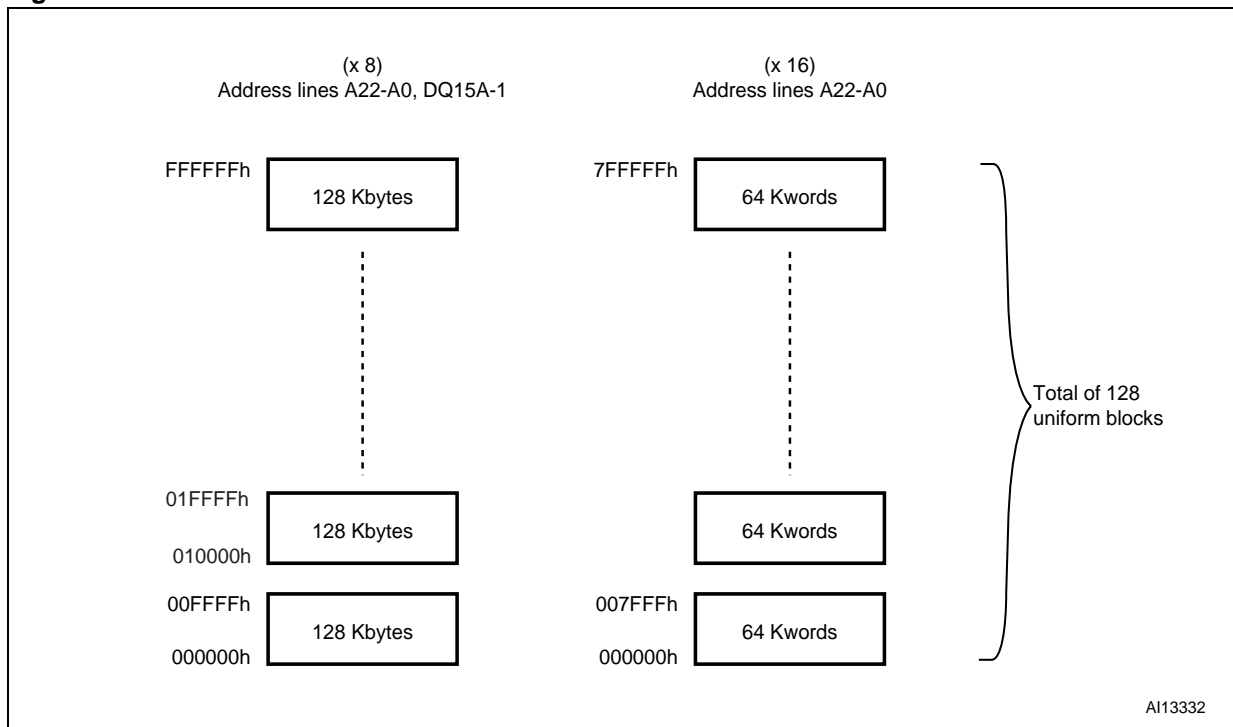 (x 8)
Address lines A22-A0, DQ15A-1
(x 16)
Address lines A22-A0
FFFFFFh
128 Kbytes
7FFFFFh
64 Kwords
Total of 128
uniform blocks
01FFFFh
128 Kbytes
010000h
64 Kwords
00FFFFh
128 Kbytes
000000h
007FFFh
64 Kwords
000000h
AI13332